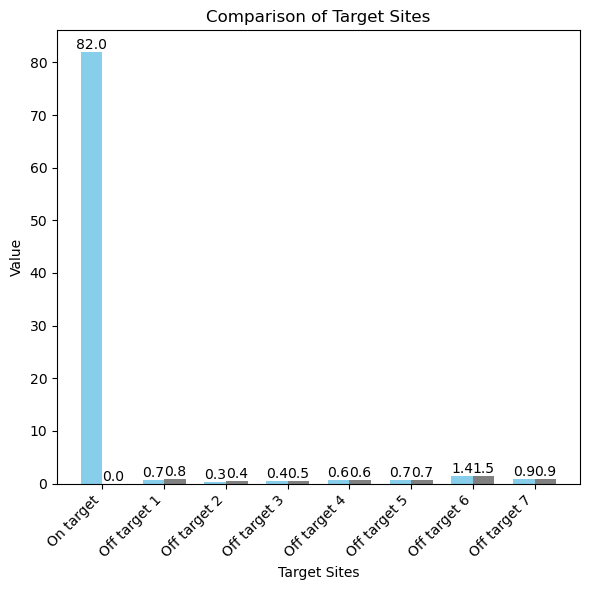 Comparison of Target Sites
Value
80
70
60
50
40
30
20
10
0
82.0
0.0
0.7 0.8
0.3 0.4
0.4 0.5
0.6 0.6
0.7 0.7
1.4 1.5
0.9 0.9
On target
Off target 1
Off target 2
Off target 3
Off target 4
Off target 5
Off target 6
Off target 7
Target Sites